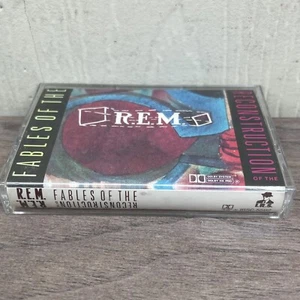 FABLES OF THE
R.E.M.
RECONSTRUCTION
OF THE
R.E.M. FABLES OF THE
RECONSTRUCTION